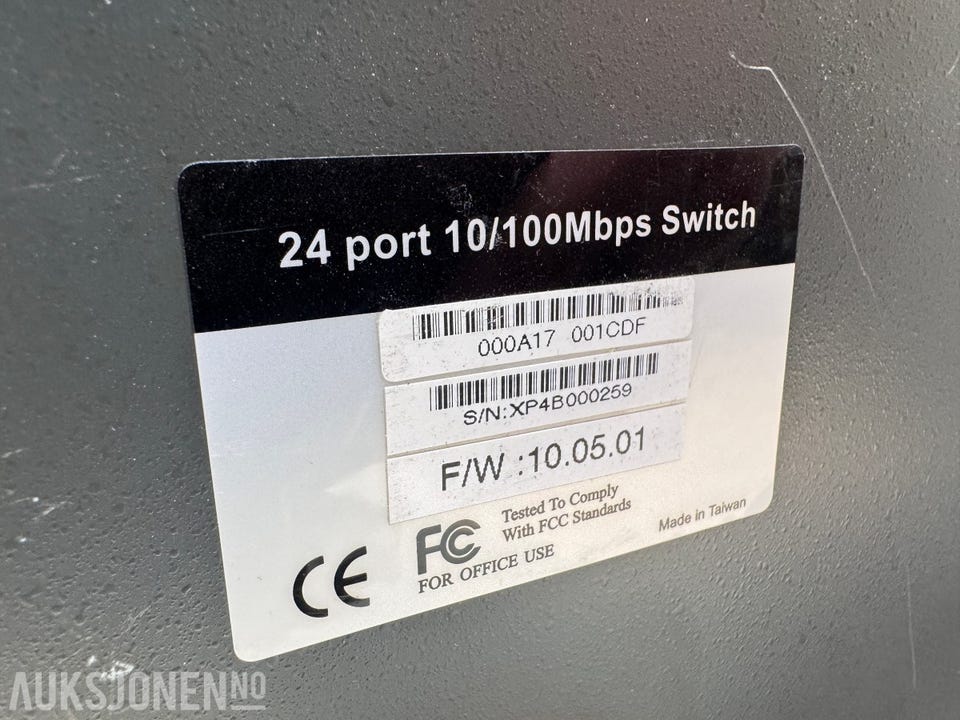 24 port 10/100Mbps Switch
000A17 001CDF
S/N:XP4B000259
F/W :10.05.01
CE FC Tested To Comply
With FCC Standards
FOR OFFICE USE
Made in Taiwan
AUKSJONEN.NO